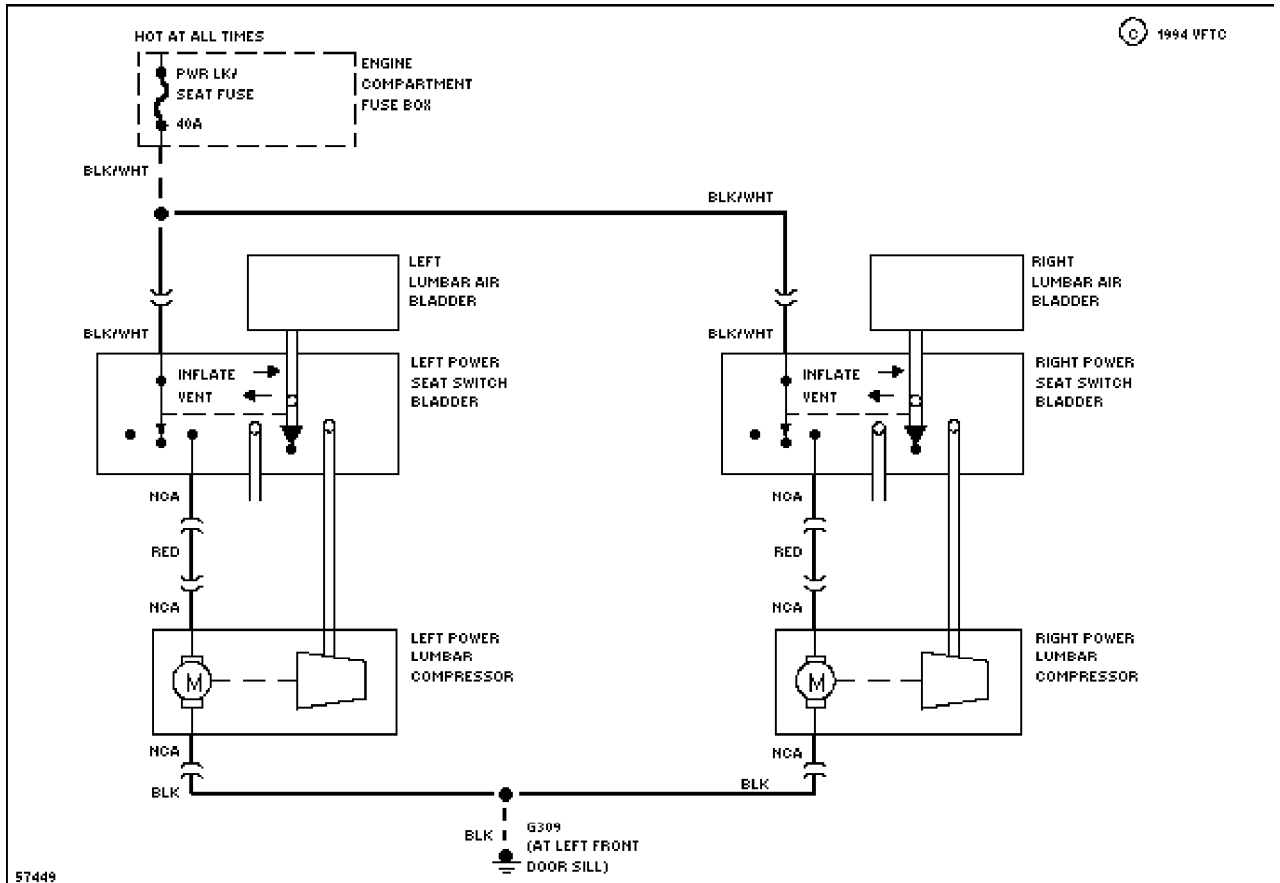 HOT AT ALL TIMES
© 1994 VFTC
PWR LK/
SEAT FUSE
40A
ENGINE
COMPARTMENT
FUSE BOX
BLK/WHT
BLK/WHT
LEFT
LUMBAR AIR
BLADDER
RIGHT
LUMBAR AIR
BLADDER
BLK/WHT
BLK/WHT
INFLATE
VENT
LEFT POWER
SEAT SWITCH
BLADDER
INFLATE
VENT
RIGHT POWER
SEAT SWITCH
BLADDER
NCA
NCA
RED
RED
NCA
NCA
M
LEFT POWER
LUMBAR
COMPRESSOR
M
RIGHT POWER
LUMBAR
COMPRESSOR
NCA
NCA
BLK
BLK
BLK
G309
(AT LEFT FRONT
DOOR SILL)
57449